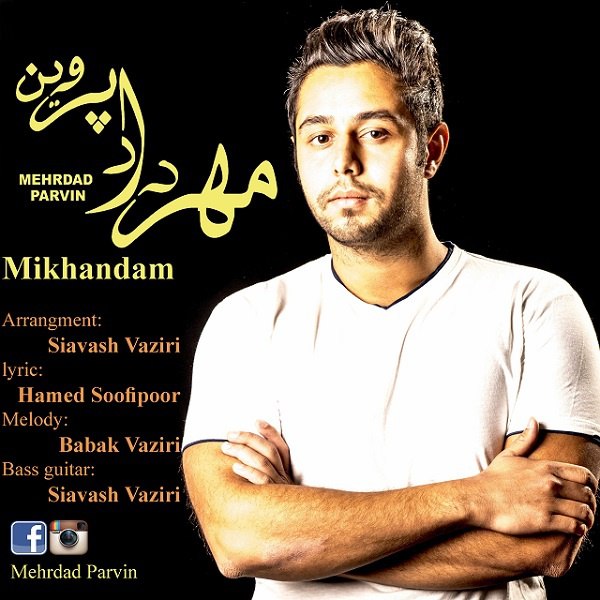 مهرداد پروین
MEHRDAD
PARVIN
Mikhandam
Arrangment:
Siavash Vaziri
lyric:
Hamed Soofipoor
Melody:
Babak Vaziri
Bass guitar:
Siavash Vaziri
f
Mehrdad Parvin